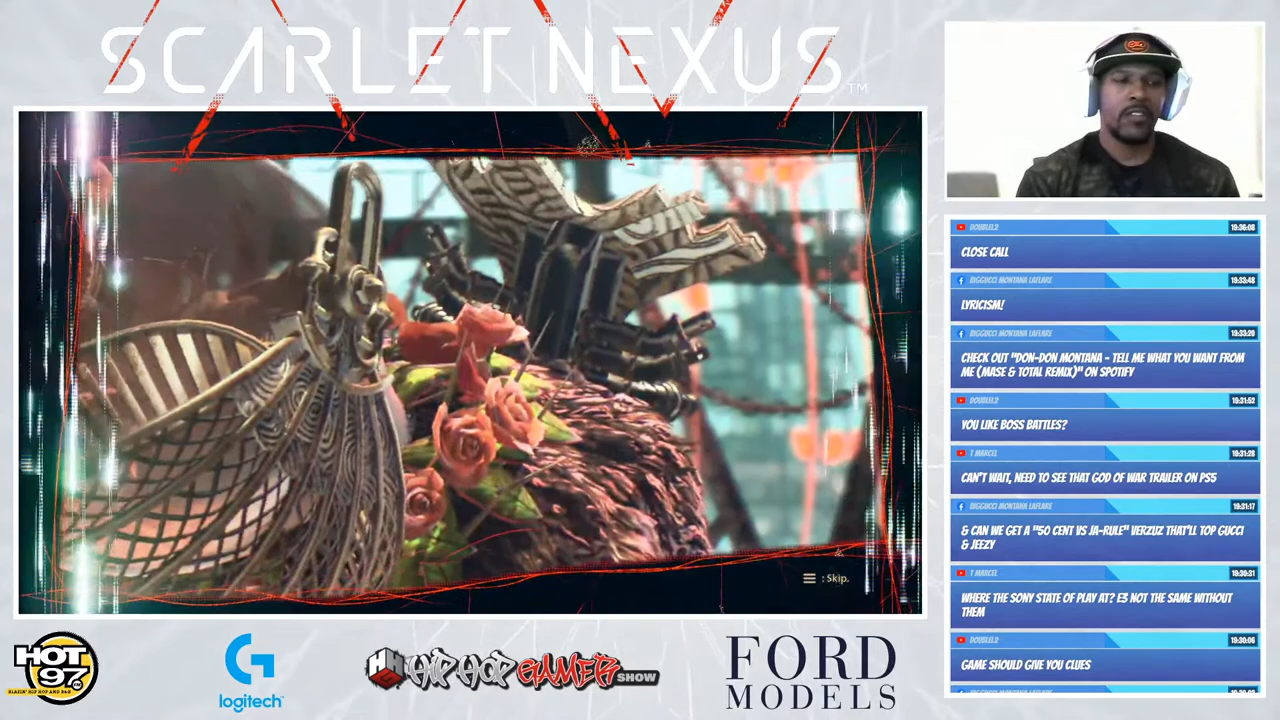 SCARLET NEXUS™
☰ : Skip.
DOUBLEL2 19:36:08
CLOSE CALL
BIGGUCCI MONTANA LAFLARE 19:33:48
LYRICISM!
BIGGUCCI MONTANA LAFLARE 19:33:20
CHECK OUT "DON-DON MONTANA - TELL ME WHAT YOU WANT FROM
ME (MASE & TOTAL REMIX)" ON SPOTIFY
DOUBLEL2 19:31:52
YOU LIKE BOSS BATTLES?
T MARCEL 19:31:28
CAN'T WAIT, NEED TO SEE THAT GOD OF WAR TRAILER ON PS5
BIGGUCCI MONTANA LAFLARE 19:31:17
& CAN WE GET A "50 CENT VS JA-RULE" VERZUZ THAT'LL TOP GUCCI
& JEEZY
T MARCEL 19:30:31
WHERE THE SONY STATE OF PLAY AT? E3 NOT THE SAME WITHOUT
THEM
DOUBLEL2 19:30:06
GAME SHOULD GIVE YOU CLUES
HOT
97
BLAZIN' HIP HOP AND R&B
logitech
HIP HOP GAMER SHOW
FORD
MODELS